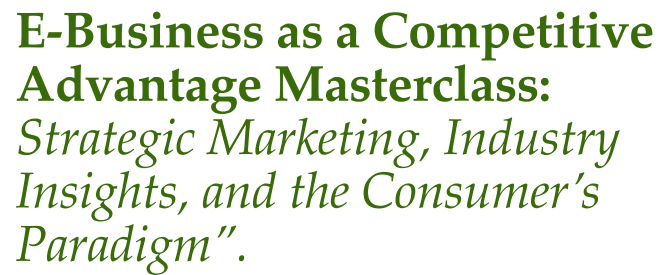 E-Business as a Competitive
Advantage Masterclass:
Strategic Marketing, Industry
Insights, and the Consumer’s
Paradigm”.